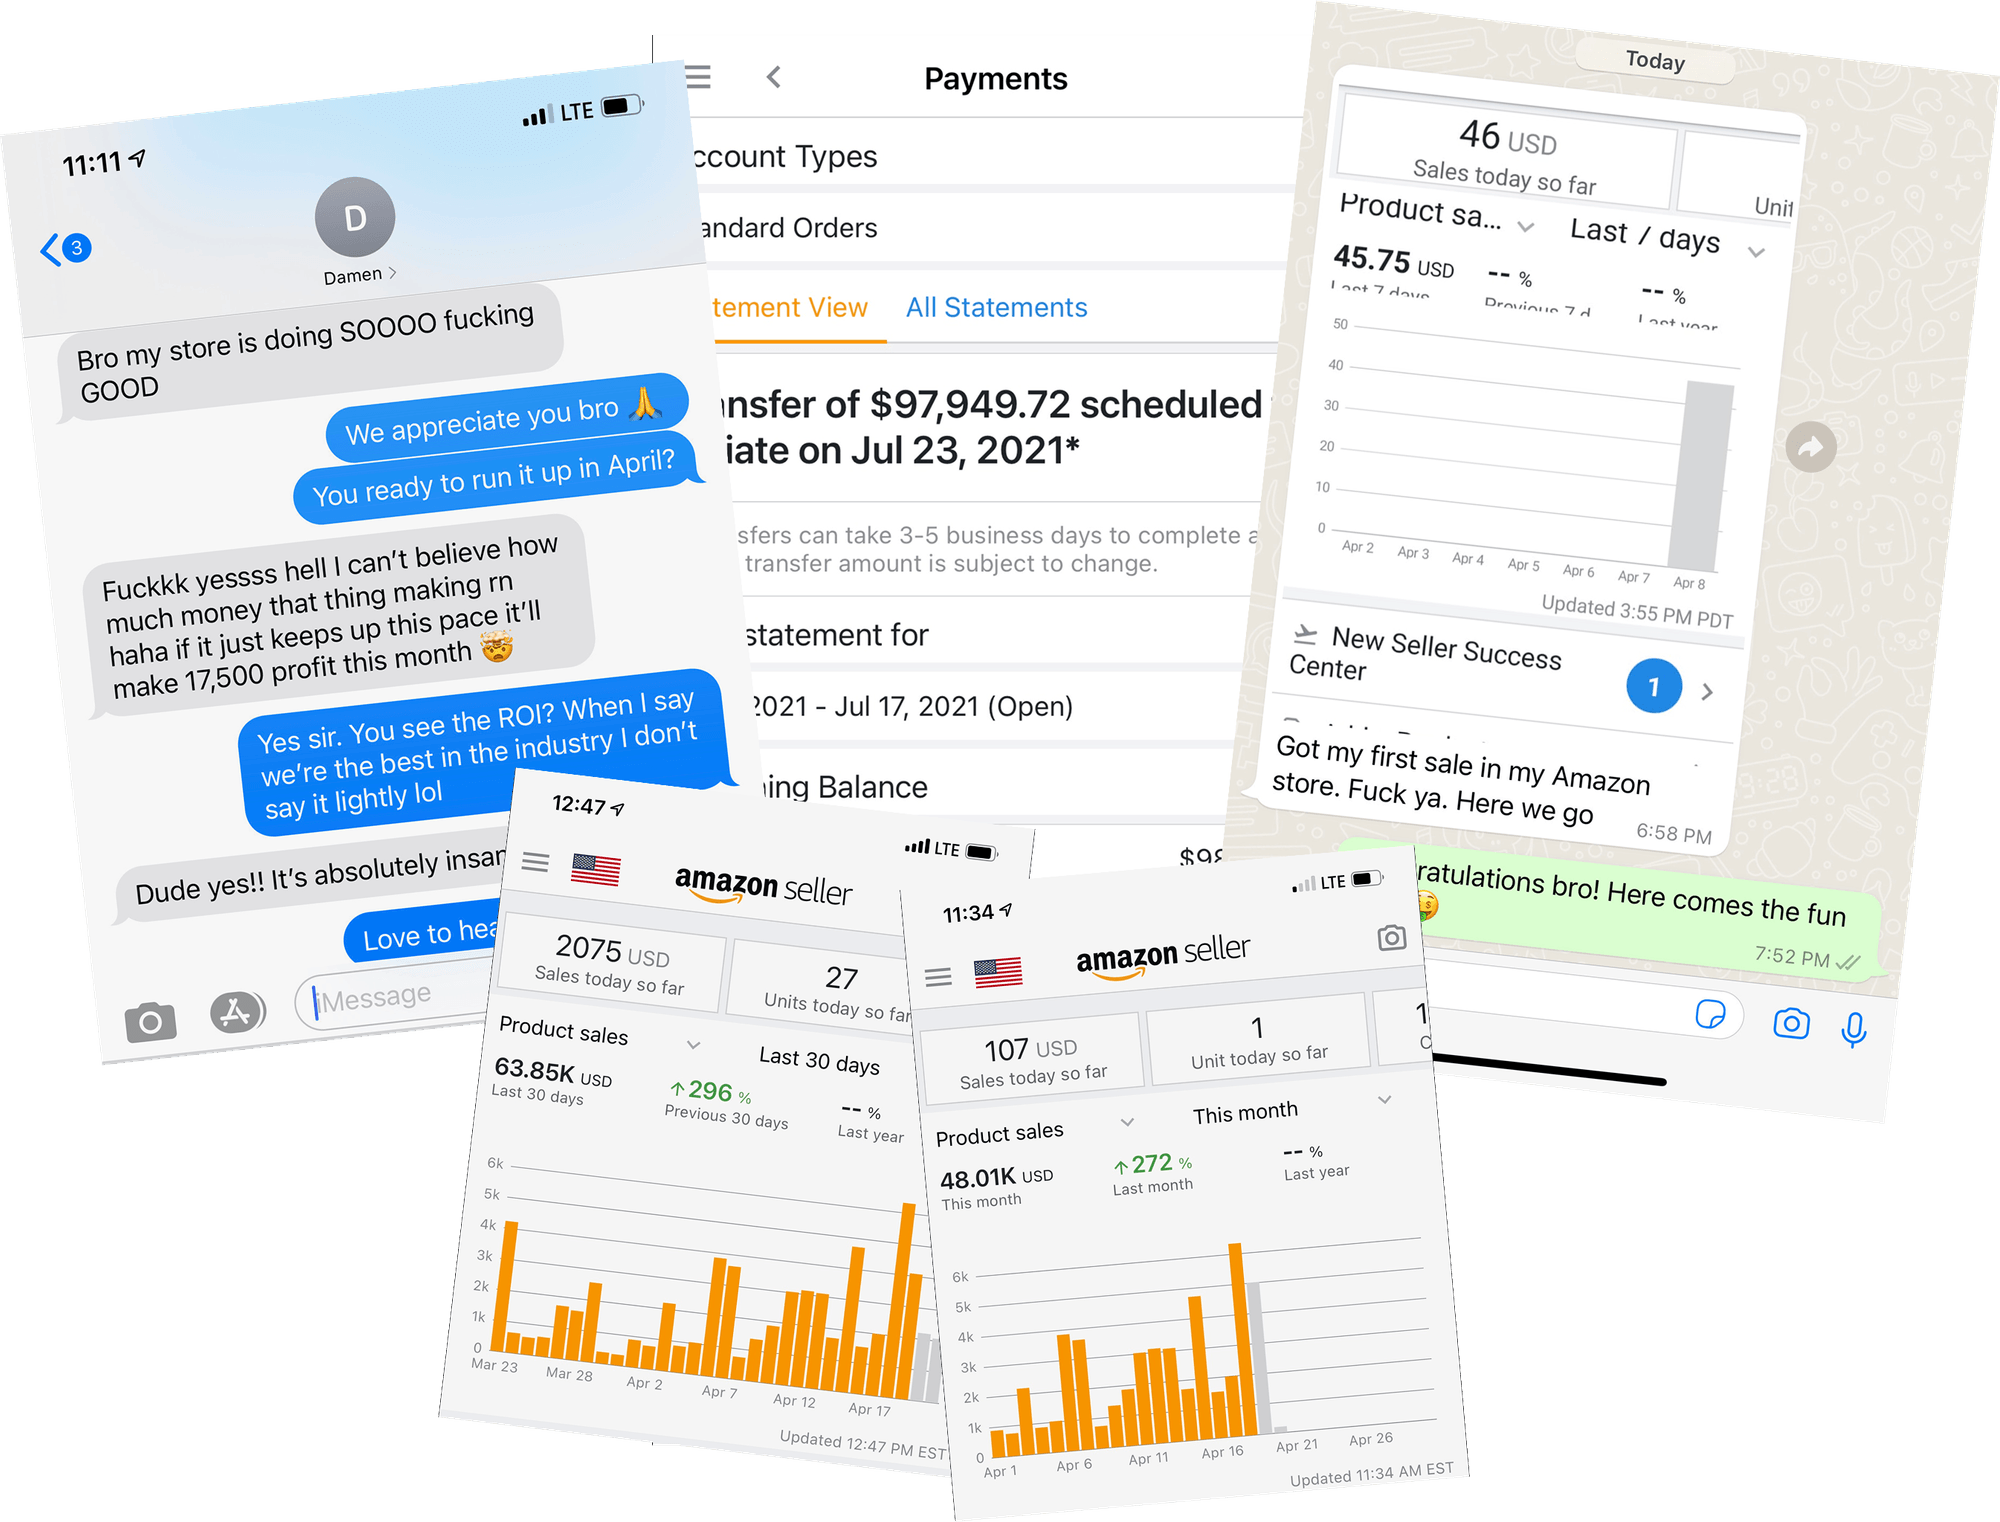 11:11
LTE
3
D
Damen
Bro my store is doing SOOOO fucking
GOOD
We appreciate you bro 🙏
You ready to run it up in April?
Fuckkk yessss hell I can't believe how
much money that thing making rn
haha if it just keeps up this pace it'll
make 17,500 profit this month 🤯
Yes sir. You see the ROI? When I say
we're the best in the industry I don't
say it lightly lol
Dude yes!! It's absolutely insan
Love to hea
iMessage
Payments
ccount Types
andard Orders
tement View
All Statements
nsfer of $97,949.72 scheduled
iate on Jul 23, 2021*
sfers can take 3-5 business days to complete a
transfer amount is subject to change.
statement for
2021 - Jul 17, 2021 (Open)
ning Balance
$98
Today
46 USD
Sales today so far
Unit
Product sa...
Last 7 days
45.75 USD
-- %
-- %
Last 7 days
Previous 7 d
Last year
50
40
30
20
10
0
Apr 2
Apr 3
Apr 4
Apr 5
Apr 6
Apr 7
Apr 8
Updated 3:55 PM PDT
New Seller Success
Center
1
Got my first sale in my Amazon
store. Fuck ya. Here we go
6:58 PM
ratulations bro! Here comes the fun
🤑
7:52 PM
12:47
LTE
amazon seller
2075 USD
Sales today so far
27
Units today so far
Product sales
Last 30 days
63.85K USD
Last 30 days
↑296 %
Previous 30 days
-- %
Last year
6k
5k
4k
3k
2k
1k
0
Mar 23
Mar 28
Apr 2
Apr 7
Apr 12
Apr 17
Updated 12:47 PM EST
11:34
LTE
amazon seller
107 USD
Sales today so far
1
Unit today so far
1
C
Product sales
This month
48.01K USD
This month
↑272 %
Last month
-- %
Last year
6k
5k
4k
3k
2k
1k
0
Apr 1
Apr 6
Apr 11
Apr 16
Apr 21
Apr 26
Updated 11:34 AM EST